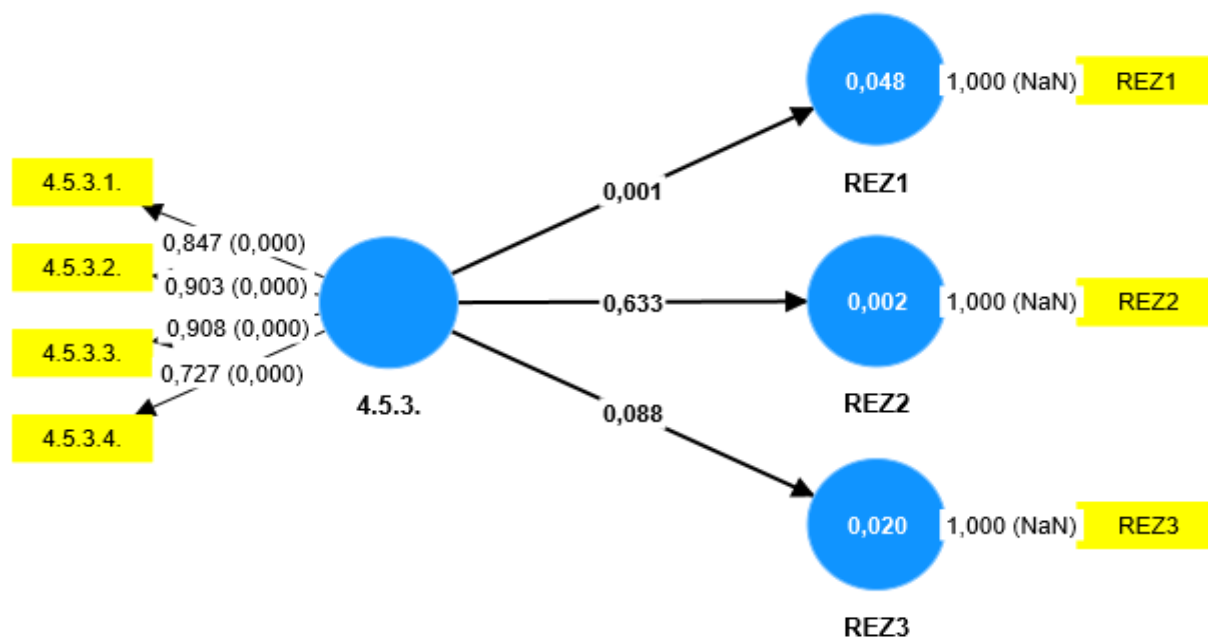 0,048
1,000 (NaN)
REZ1
4.5.3.1.
REZ1
0,001
0,847 (0,000)
4.5.3.2.
0,903 (0,000)
0,633
0,002
1,000 (NaN)
REZ2
0,908 (0,000)
4.5.3.3.
0,727 (0,000)
4.5.3.
REZ2
0,088
4.5.3.4.
0,020
1,000 (NaN)
REZ3
REZ3